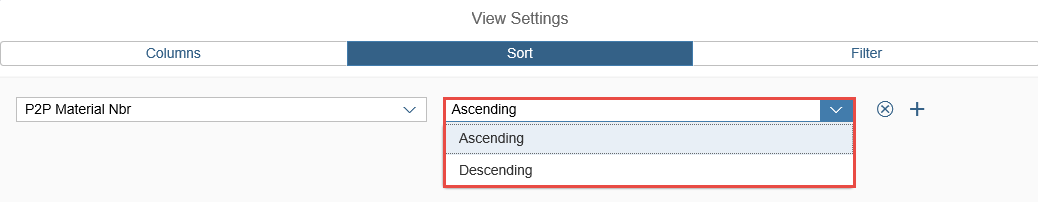 View Settings
Columns Sort Filter
P2P Material Nbr Ascending
Ascending
Descending